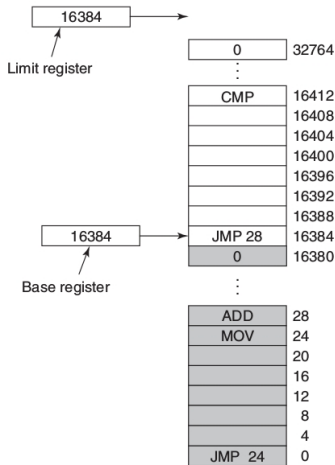 16384
Limit register
0 32764
CMP 16412
16408
16404
16400
16396
16392
16388
16384 JMP 28 16384
0 16380
Base register
ADD 28
MOV 24
20
16
12
8
4
JMP 24 0